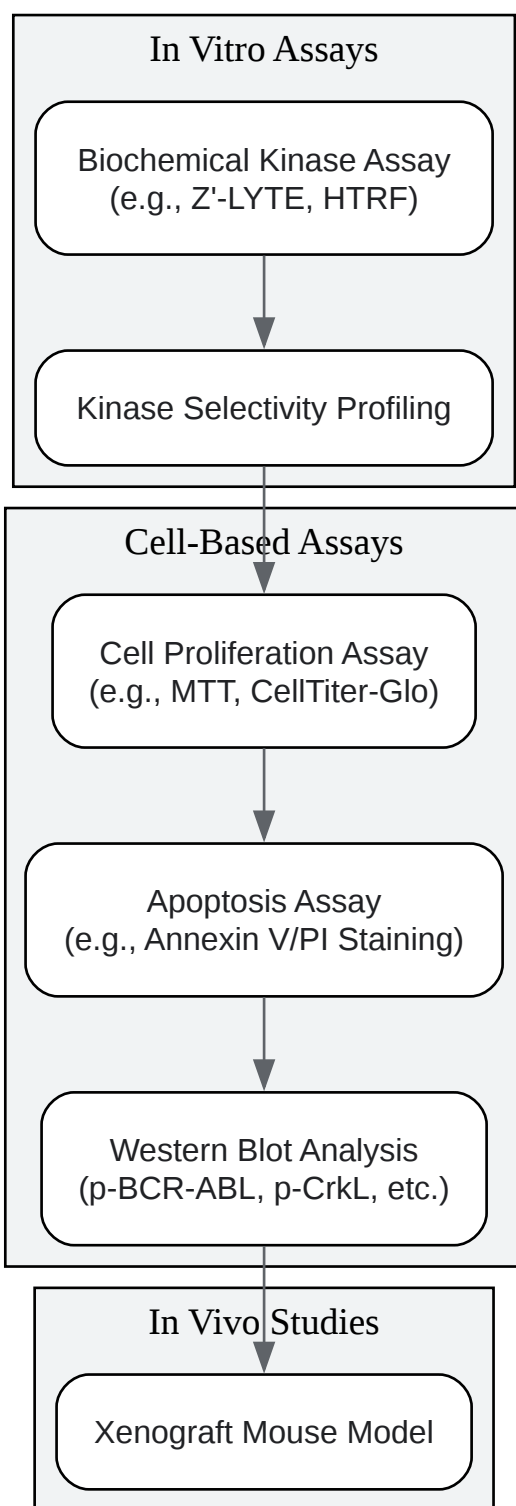 In Vitro Assays
Biochemical Kinase Assay
(e.g., Z'-LYTE, HTRF)
Kinase Selectivity Profiling
Cell-Based Assays
Cell Proliferation Assay
(e.g., MTT, CellTiter-Glo)
Apoptosis Assay
(e.g., Annexin V/PI Staining)
Western Blot Analysis
(p-BCR-ABL, p-CrkL, etc.)
In Vivo Studies
Xenograft Mouse Model